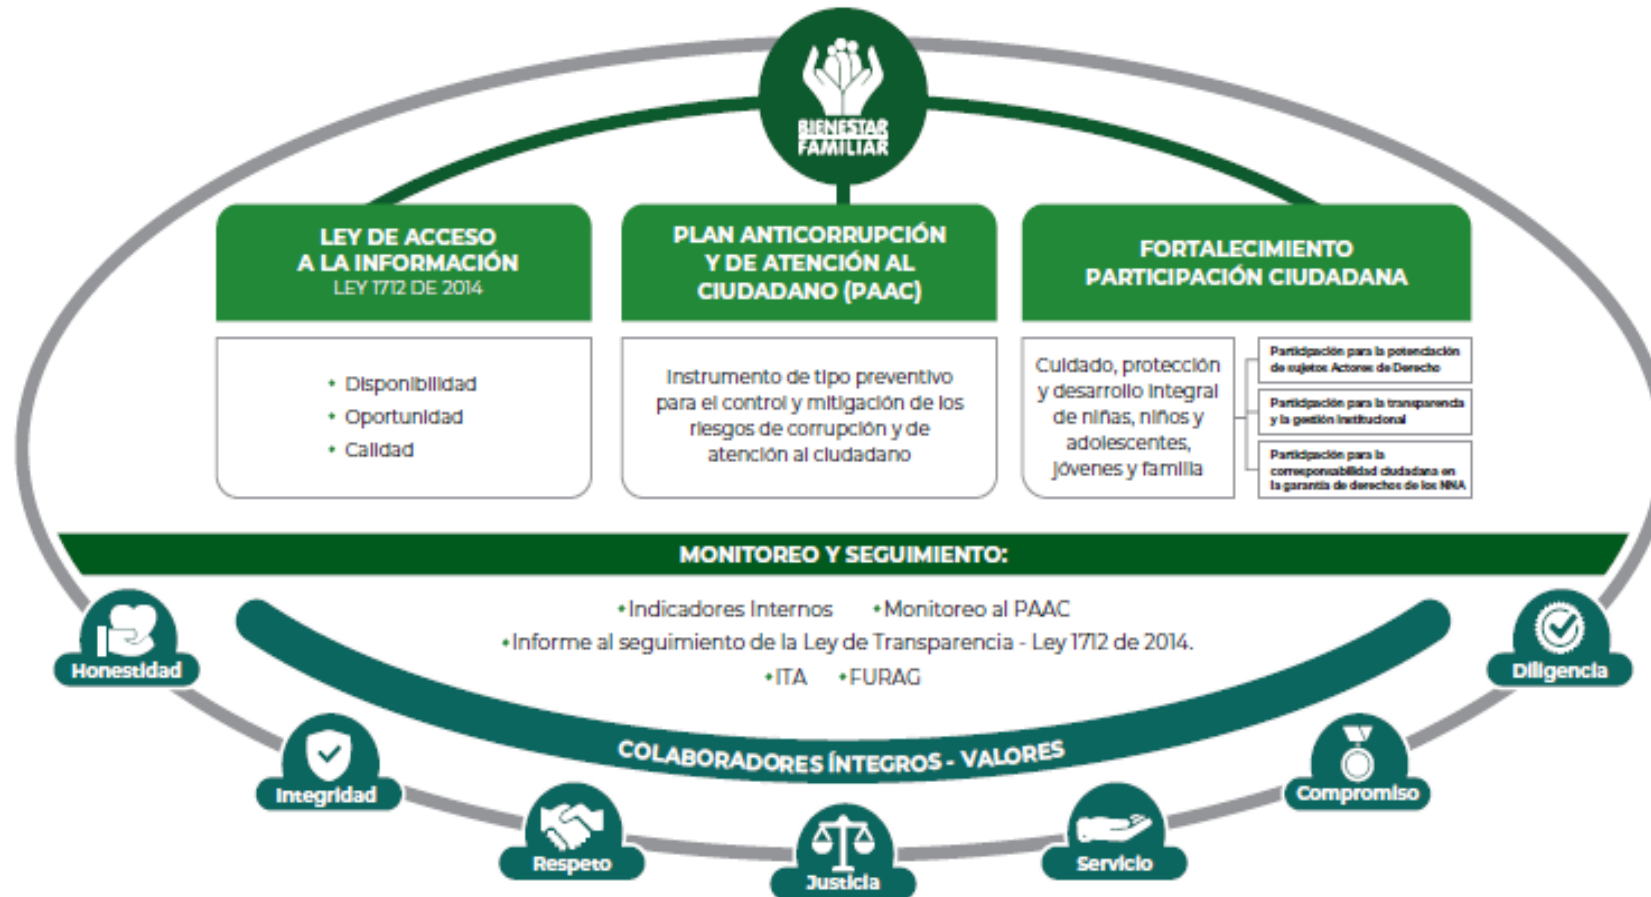 BIENESTAR
FAMILIAR
LEY DE ACCESO
A LA INFORMACIÓN
LEY 1712 DE 2014
• Disponibilidad
• Oportunidad
• Calidad
PLAN ANTICORRUPCIÓN
Y DE ATENCIÓN AL
CIUDADANO (PAAC)
Instrumento de tipo preventivo
para el control y mitigación de los
riesgos de corrupción y de
atención al ciudadano
FORTALECIMIENTO
PARTICIPACIÓN CIUDADANA
Cuidado, protección
y desarrollo integral
de niñas, niños y
adolescentes,
jóvenes y familia
Participación para la potenciación
de sujetos Actores de Derecho
Participación para la transparencia
y la gestión institucional
Participación para la
corresponsabilidad ciudadana en
la garantía de derechos de los NNA
MONITOREO Y SEGUIMIENTO:
•Indicadores Internos •Monitoreo al PAAC
•Informe al seguimiento de la Ley de Transparencia - Ley 1712 de 2014.
•ITA •FURAG
COLABORADORES ÍNTEGROS - VALORES
Honestidad
Integridad
Respeto
Justicia
Servicio
Compromiso
Diligencia